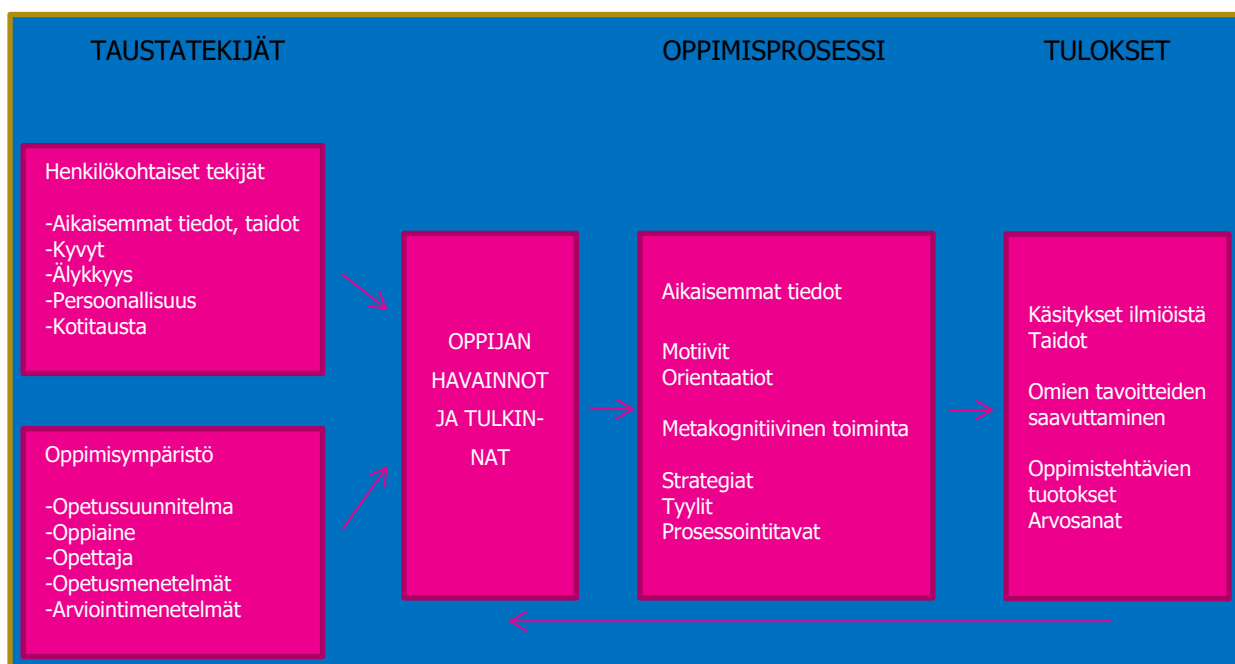 TAUSTATEKIJÄT
OPPIMISPROSESSI
TULOKSET
Henkilökohtaiset tekijät
-Aikaisemmat tiedot, taidot
-Kyvyt
-Älykkyys
-Persoonallisuus
-Kotitausta
Oppimisympäristö
-Opetussuunnitelma
-Oppiaine
-Opettaja
-Opetusmenetelmät
-Arviointimenetelmät
OPPIJAN
HAVAINNOT
JA TULKIN-
NAT
Aikaisemmat tiedot
Motiivit
Orientaatiot
Metakognitiivinen toiminta
Strategiat
Tyylit
Prosessointitavat
Käsitykset ilmiöistä
Taidot
Omien tavoitteiden
saavuttaminen
Oppimistehtävien
tuotokset
Arvosanat